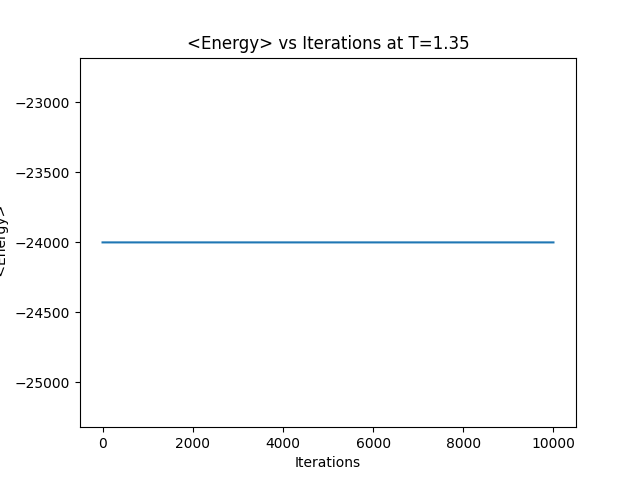 <Energy> vs Iterations at T=1.35
−23000
−23500
−24000
−24500
−25000
<Energy>
0 2000 4000 6000 8000 10000
Iterations